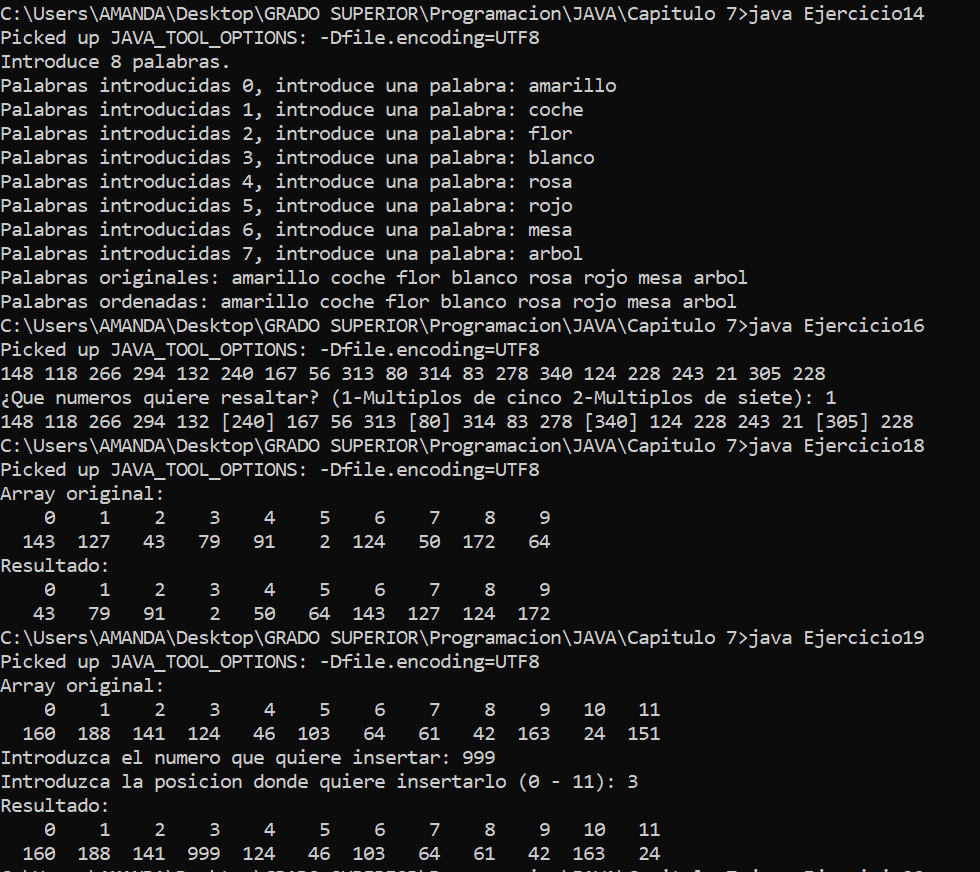 C:\Users\AMANDA\Desktop\GRADO SUPERIOR\Programacion\JAVA\Capitulo 7>java Ejercicio14
Picked up JAVA_TOOL_OPTIONS: -Dfile.encoding=UTF8
Introduce 8 palabras.
Palabras introducidas 0, introduce una palabra: amarillo
Palabras introducidas 1, introduce una palabra: coche
Palabras introducidas 2, introduce una palabra: flor
Palabras introducidas 3, introduce una palabra: blanco
Palabras introducidas 4, introduce una palabra: rosa
Palabras introducidas 5, introduce una palabra: rojo
Palabras introducidas 6, introduce una palabra: mesa
Palabras introducidas 7, introduce una palabra: arbol
Palabras originales: amarillo coche flor blanco rosa rojo mesa arbol
Palabras ordenadas: amarillo coche flor blanco rosa rojo mesa arbol
C:\Users\AMANDA\Desktop\GRADO SUPERIOR\Programacion\JAVA\Capitulo 7>java Ejercicio16
Picked up JAVA_TOOL_OPTIONS: -Dfile.encoding=UTF8
148 118 266 294 132 240 167 56 313 80 314 83 278 340 124 228 243 21 305 228
¿Que numeros quiere resaltar? (1-Multiplos de cinco 2-Multiplos de siete): 1
148 118 266 294 132 [240] 167 56 313 [80] 314 83 278 [340] 124 228 243 21 [305] 228
C:\Users\AMANDA\Desktop\GRADO SUPERIOR\Programacion\JAVA\Capitulo 7>java Ejercicio18
Picked up JAVA_TOOL_OPTIONS: -Dfile.encoding=UTF8
Array original:
    0    1    2    3    4    5    6    7    8    9
  143  127   43   79   91    2  124   50  172   64
Resultado:
    0    1    2    3    4    5    6    7    8    9
   43   79   91    2   50   64  143  127  124  172
C:\Users\AMANDA\Desktop\GRADO SUPERIOR\Programacion\JAVA\Capitulo 7>java Ejercicio19
Picked up JAVA_TOOL_OPTIONS: -Dfile.encoding=UTF8
Array original:
    0    1    2    3    4    5    6    7    8    9   10   11
  160  188  141  124   46  103   64   61   42  163   24  151
Introduzca el numero que quiere insertar: 999
Introduzca la posicion donde quiere insertarlo (0 - 11): 3
Resultado:
    0    1    2    3    4    5    6    7    8    9   10   11
  160  188  141  999  124   46  103   64   61   42  163   24